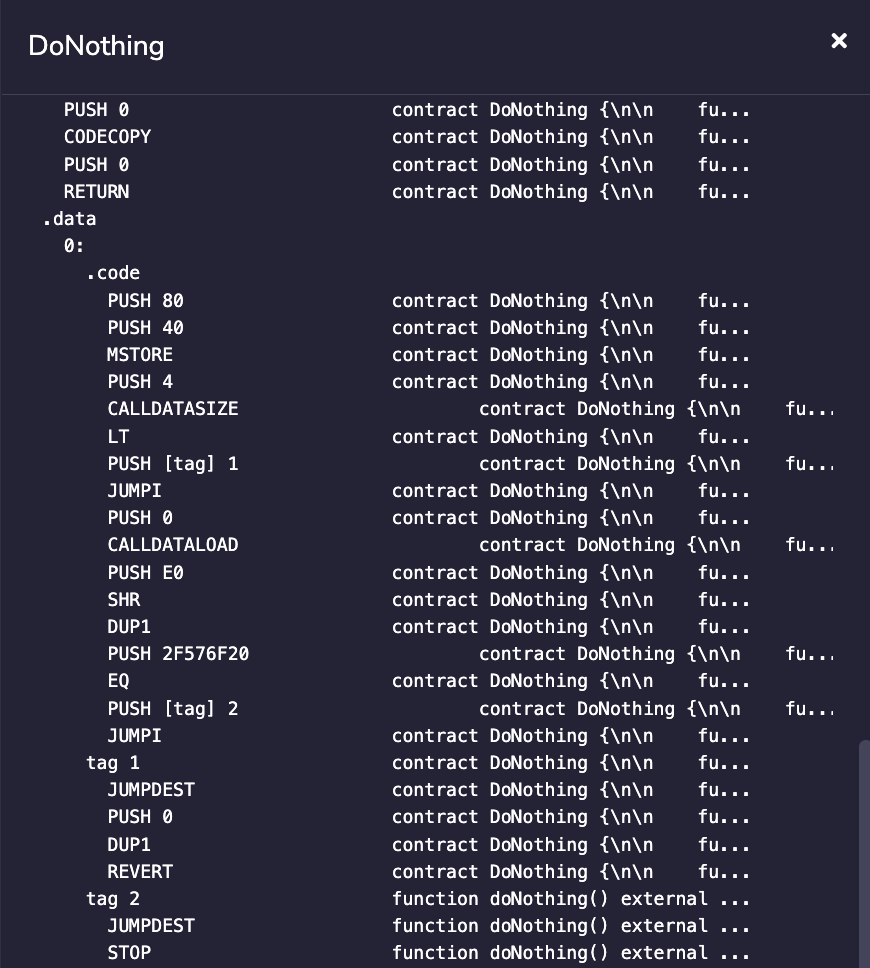 DoNothing
PUSH 0 contract DoNothing {\n\n fu...
CODECOPY contract DoNothing {\n\n fu...
PUSH 0 contract DoNothing {\n\n fu...
RETURN contract DoNothing {\n\n fu...
.data
0:
.code
PUSH 80 contract DoNothing {\n\n fu...
PUSH 40 contract DoNothing {\n\n fu...
MSTORE contract DoNothing {\n\n fu...
PUSH 4 contract DoNothing {\n\n fu...
CALLDATASIZE contract DoNothing {\n\n fu...
LT contract DoNothing {\n\n fu...
PUSH [tag] 1 contract DoNothing {\n\n fu...
JUMPI contract DoNothing {\n\n fu...
PUSH 0 contract DoNothing {\n\n fu...
CALLDATALOAD contract DoNothing {\n\n fu...
PUSH E0 contract DoNothing {\n\n fu...
SHR contract DoNothing {\n\n fu...
DUP1 contract DoNothing {\n\n fu...
PUSH 2F576F20 contract DoNothing {\n\n fu...
EQ contract DoNothing {\n\n fu...
PUSH [tag] 2 contract DoNothing {\n\n fu...
JUMPI contract DoNothing {\n\n fu...
tag 1 contract DoNothing {\n\n fu...
JUMPDEST contract DoNothing {\n\n fu...
PUSH 0 contract DoNothing {\n\n fu...
DUP1 contract DoNothing {\n\n fu...
REVERT contract DoNothing {\n\n fu...
tag 2 function doNothing() external ...
JUMPDEST function doNothing() external ...
STOP function doNothing() external ...